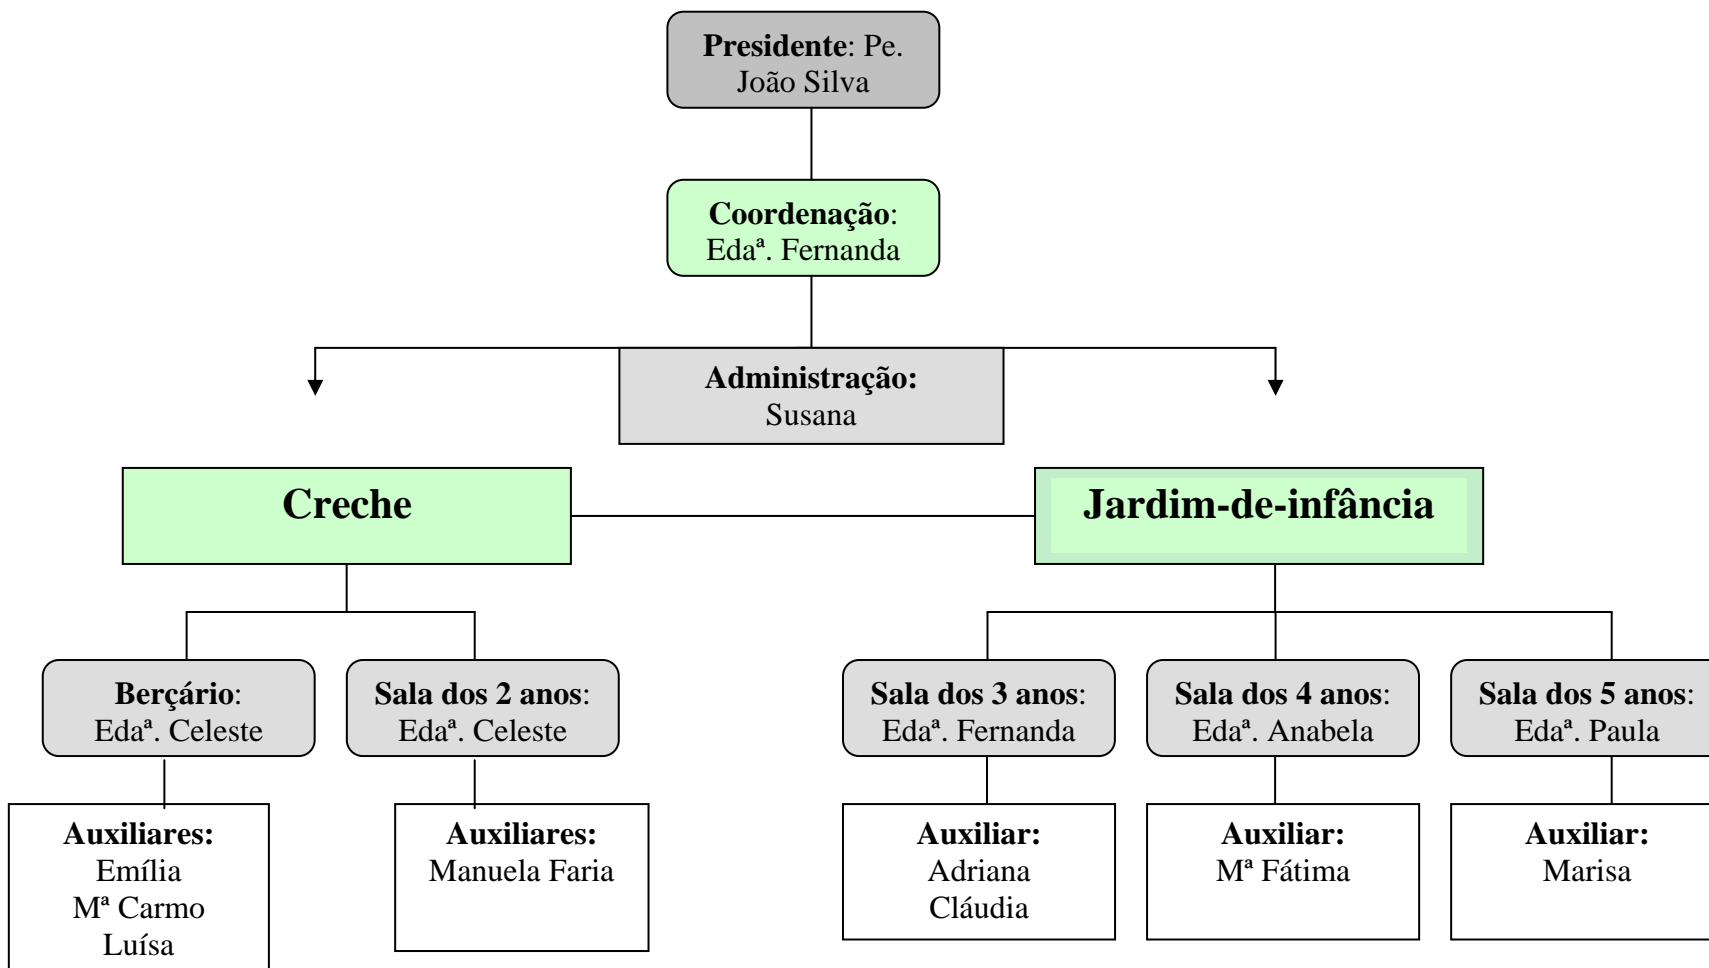 Presidente: Pe.
João Silva
Coordenação:
Edaª. Fernanda
Administração:
Susana
Creche
Jardim-de-infância
Berçário:
Edaª. Celeste
Sala dos 2 anos:
Edaª. Celeste
Sala dos 3 anos:
Edaª. Fernanda
Sala dos 4 anos:
Edaª. Anabela
Sala dos 5 anos:
Edaª. Paula
Auxiliares:
Emília
Mª Carmo
Luísa
Auxiliares:
Manuela Faria
Auxiliar:
Adriana
Cláudia
Auxiliar:
Mª Fátima
Auxiliar:
Marisa